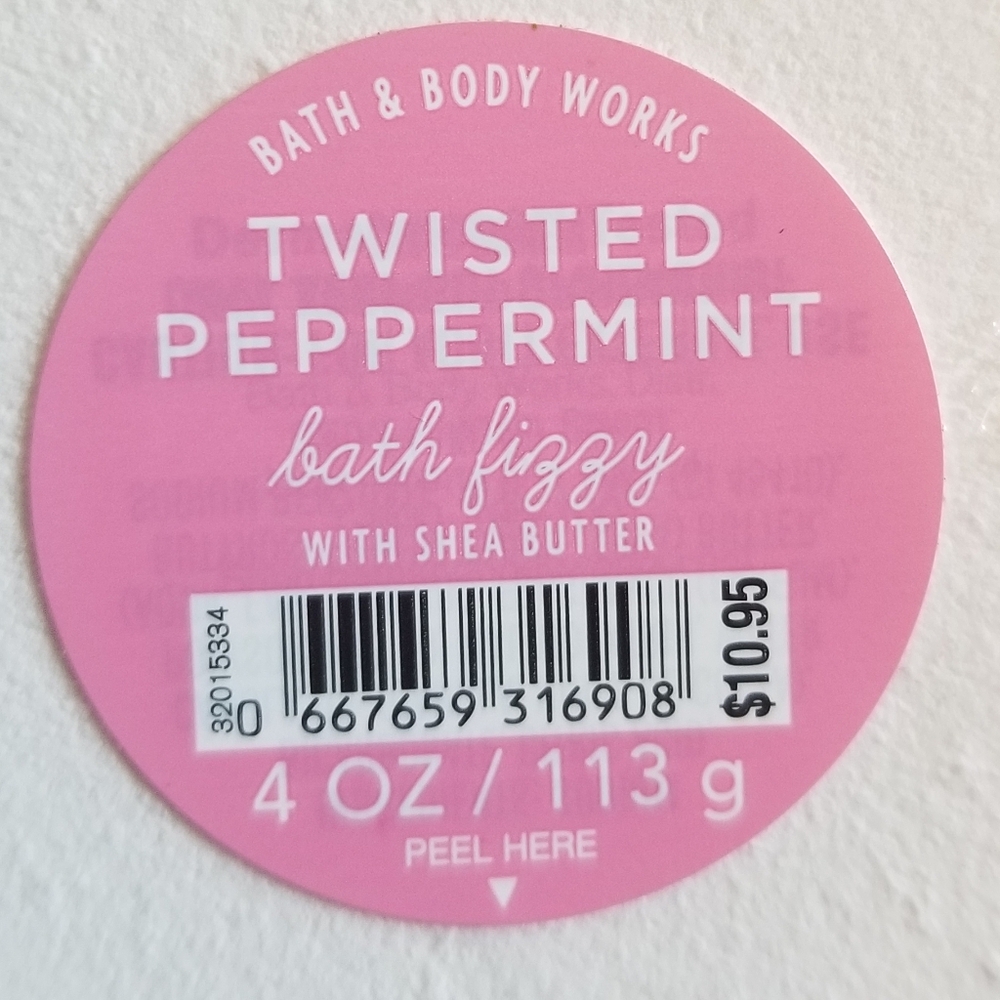 BATH & BODY WORKS
TWISTED
PEPPERMINT
bath fizzy
WITH SHEA BUTTER
32015334
0 667659 316908
$10.95
4 OZ / 113 g
PEEL HERE